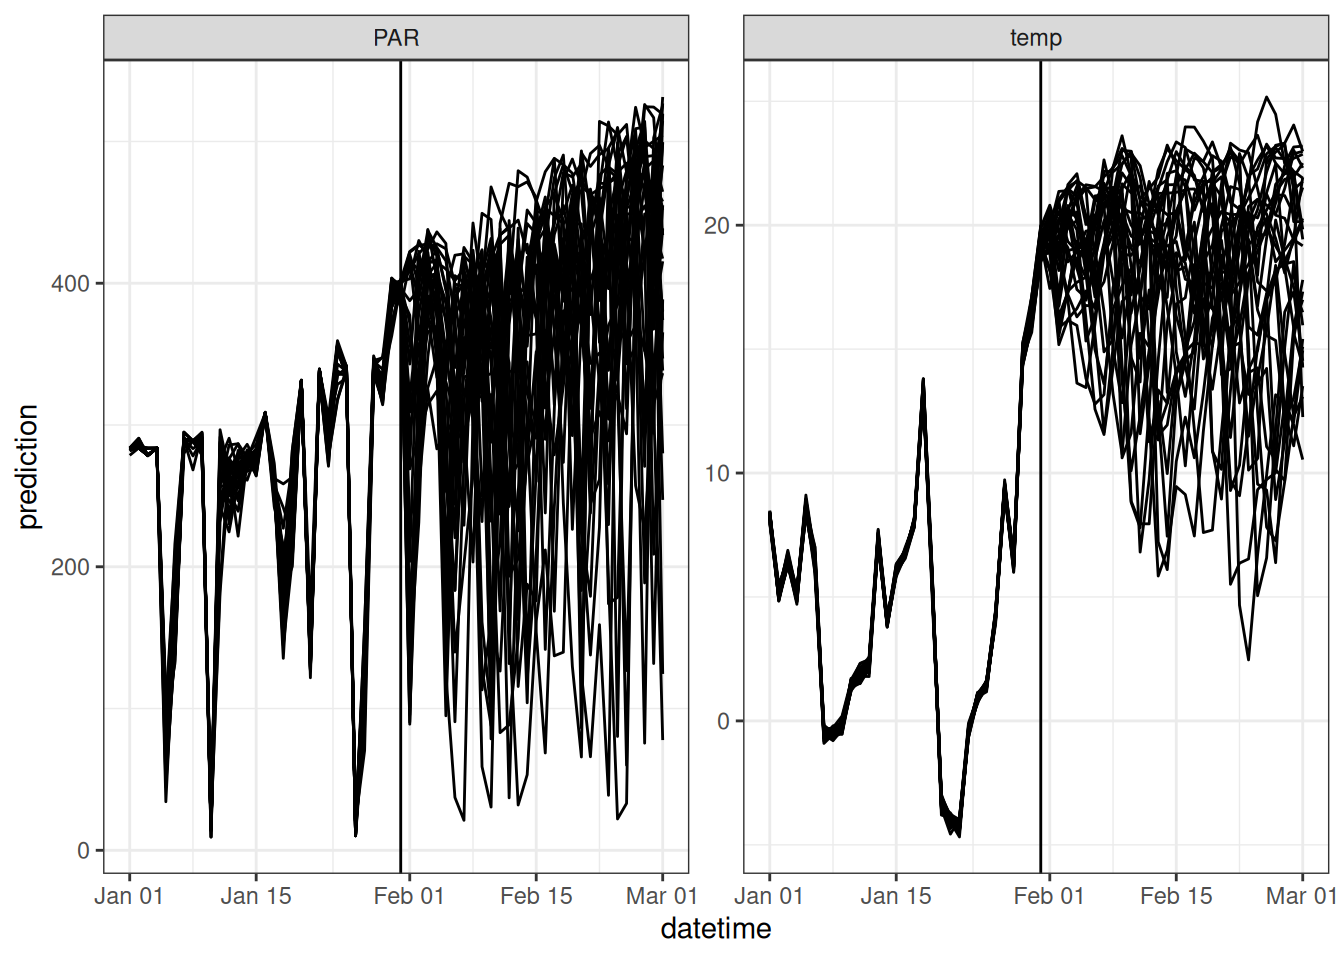 PAR
temp
prediction
400
200
0
20
10
0
Jan 01
Jan 15
Feb 01
Feb 15
Mar 01
Jan 01
Jan 15
Feb 01
Feb 15
Mar 01
datetime